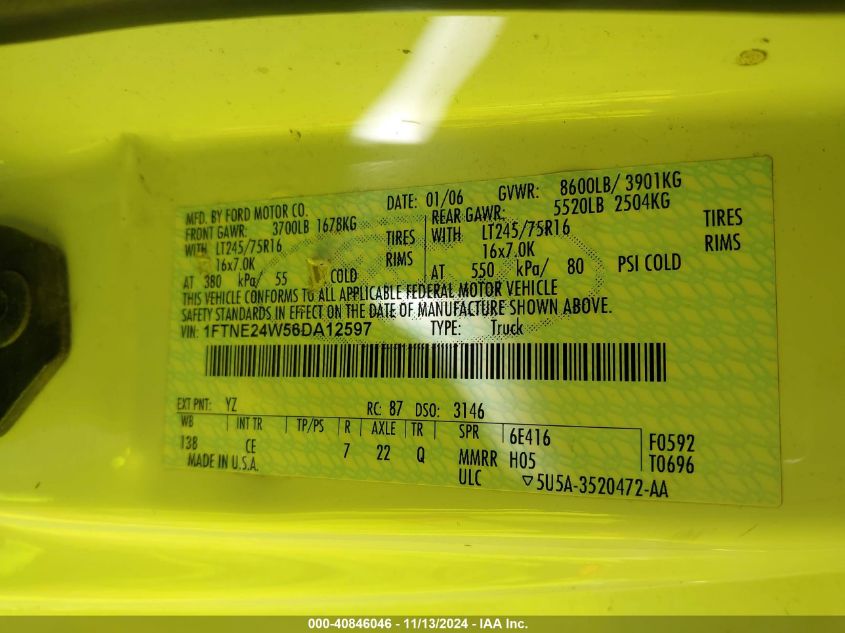 MFD. BY FORD MOTOR CO.
DATE: 01/06 GVWR: 8600LB/ 3901KG
FRONT GAWR: 3700LB 1678KG
REAR GAWR: 5520LB 2504KG
WITH LT245/75R16 TIRES
WITH LT245/75R16 TIRES
16x7.0K RIMS
16x7.0K RIMS
AT 380 kPa/ 55 COLD
AT 550 kPa/ 80 PSI COLD
THIS VEHICLE CONFORMS TO ALL APPLICABLE FEDERAL MOTOR VEHICLE
SAFETY STANDARDS IN EFFECT ON THE DATE OF MANUFACTURE SHOWN ABOVE.
VIN: 1FTNE24W56DA12597 TYPE: Truck
EXT PNT: YZ RC: 87 DSO: 3146
WB INT TR TP/PS R AXLE TR SPR 6E416 F0592
138 CE 7 22 Q MMRR H05 T0696
MADE IN U.S.A. ULC ▽5U5A-3520472-AA
000-40846046 - 11/13/2024 - IAA Inc.